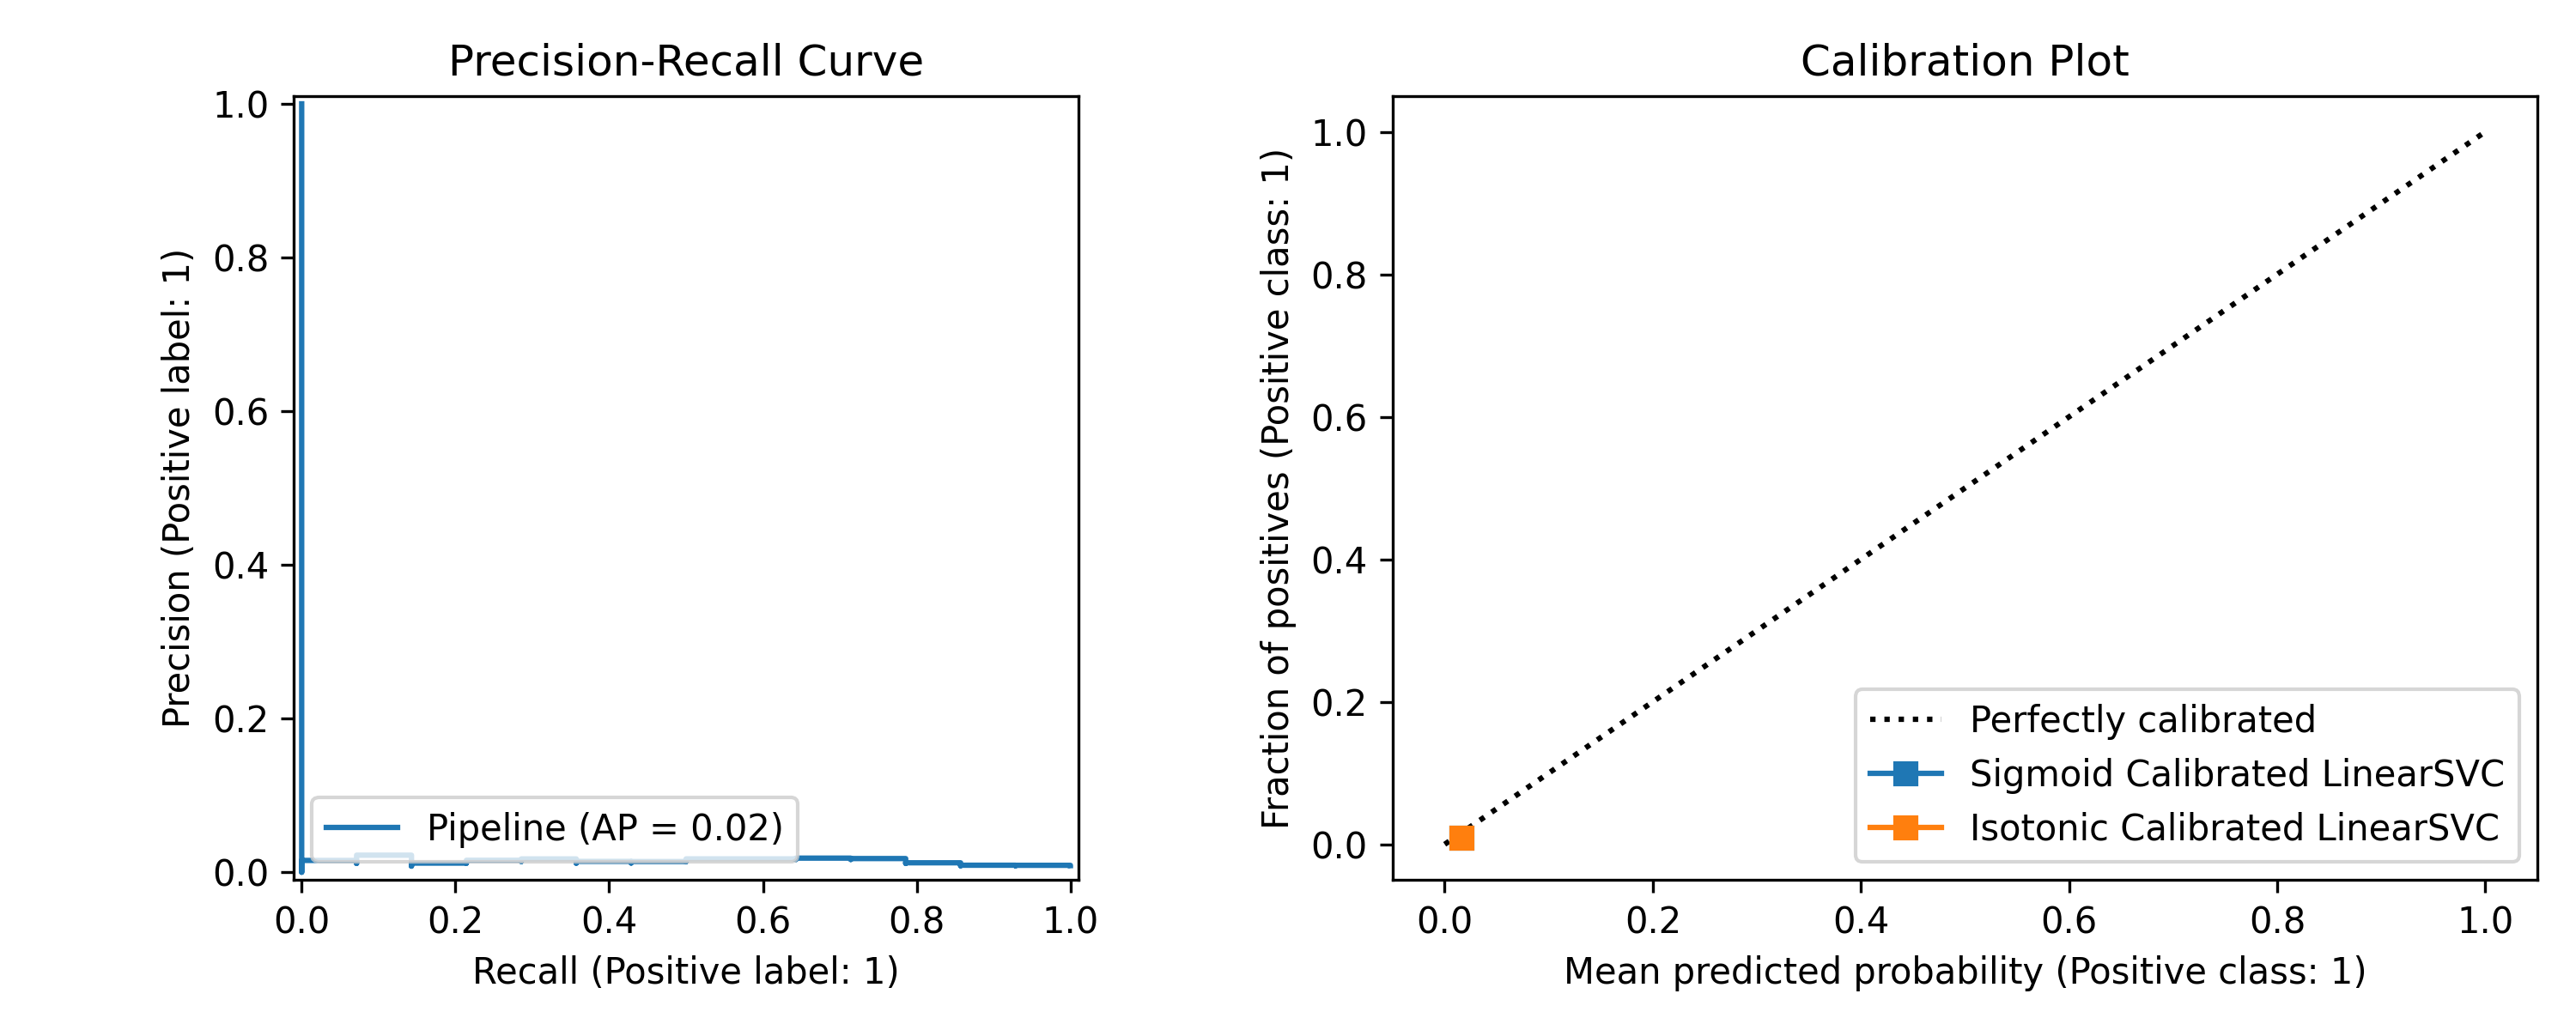 Precision-Recall Curve
Precision (Positive label: 1)
1.0
0.8
0.6
0.4
0.2
0.0
Pipeline (AP = 0.02)
0.0 0.2 0.4 0.6 0.8 1.0
Recall (Positive label: 1)
Calibration Plot
Fraction of positives (Positive class: 1)
1.0
0.8
0.6
0.4
0.2
0.0
Perfectly calibrated
Sigmoid Calibrated LinearSVC
Isotonic Calibrated LinearSVC
0.0 0.2 0.4 0.6 0.8 1.0
Mean predicted probability (Positive class: 1)